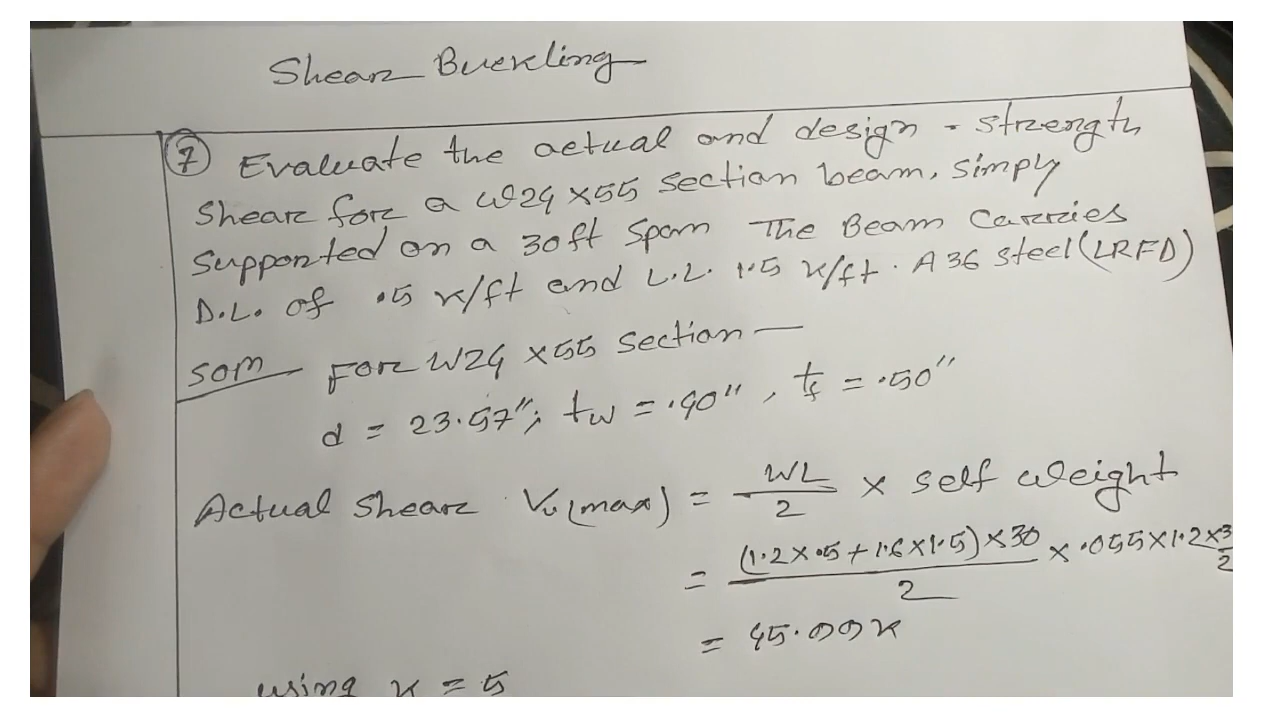 Shear Buckling
⑦ Evaluate the actual and design - strength
shear for a W24 x55 section beam, simply
supported on a 30ft span The Beam Carries
D.L. of .5 k/ft and L.L. 1.5 k/ft. A36 steel (LRFD)
Soln For W24 x55 section —
d = 23.57"; tw = .40", tf = .50"
Actual Shear Vu(max) = WL/2 x self weight
= (1.2 x .5 + 1.6 x 1.5) x 30 / 2 x .055 x 1.2 x 3/2
= 45.99k
using k = 5